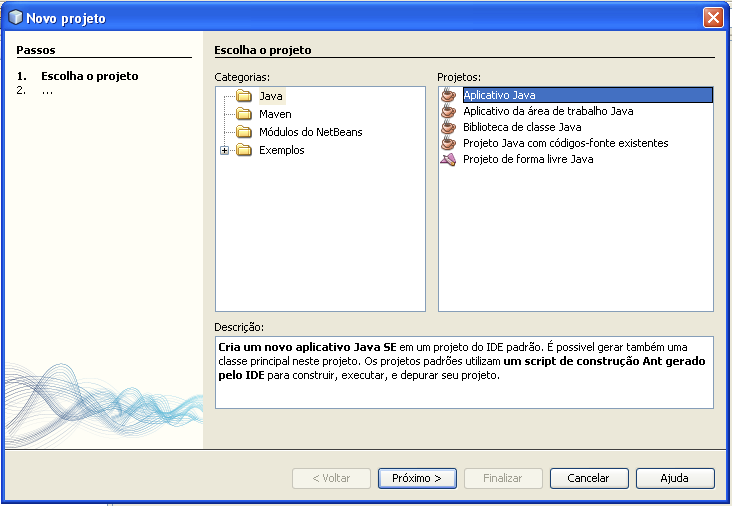 Novo projeto
Passos
1. Escolha o projeto
2. ...
Escolha o projeto
Categorias:
Java
Maven
Módulos do NetBeans
Exemplos
Projetos:
Aplicativo Java
Aplicativo da área de trabalho Java
Biblioteca de classe Java
Projeto Java com códigos-fonte existentes
Projeto de forma livre Java
Descrição:
Cria um novo aplicativo Java SE em um projeto do IDE padrão. É possivel gerar também uma
classe principal neste projeto. Os projetos padrões utilizam um script de construção Ant gerado
pelo IDE para construir, executar, e depurar seu projeto.
< Voltar
Próximo >
Finalizar
Cancelar
Ajuda